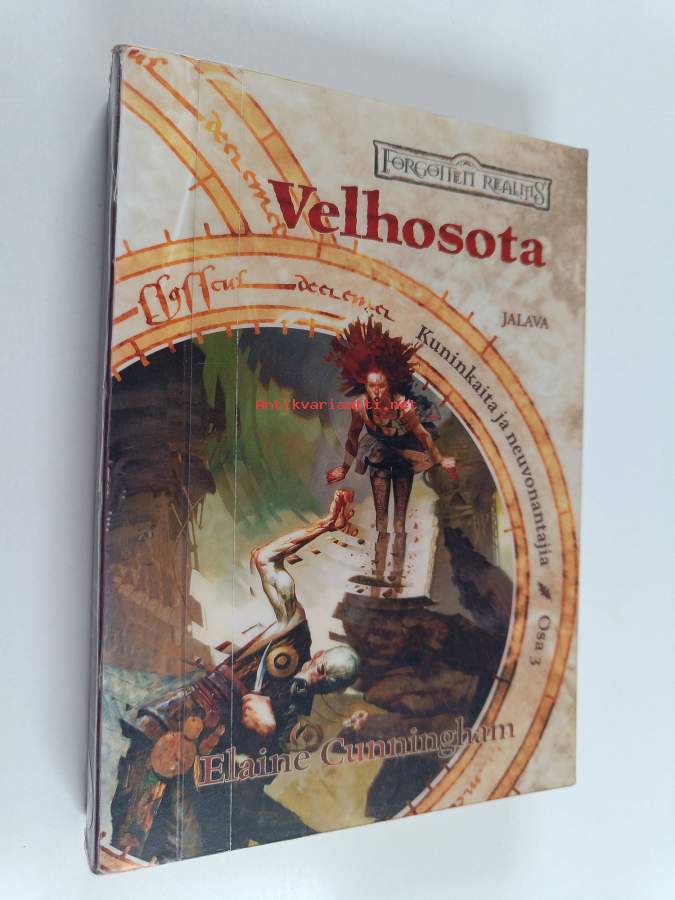 FORGOTTEN REALMS
Velhosota
JALAVA
Kuninkaita ja neuvonantajia Osa 3
Antikvariaatti.net
Elaine Cunningham